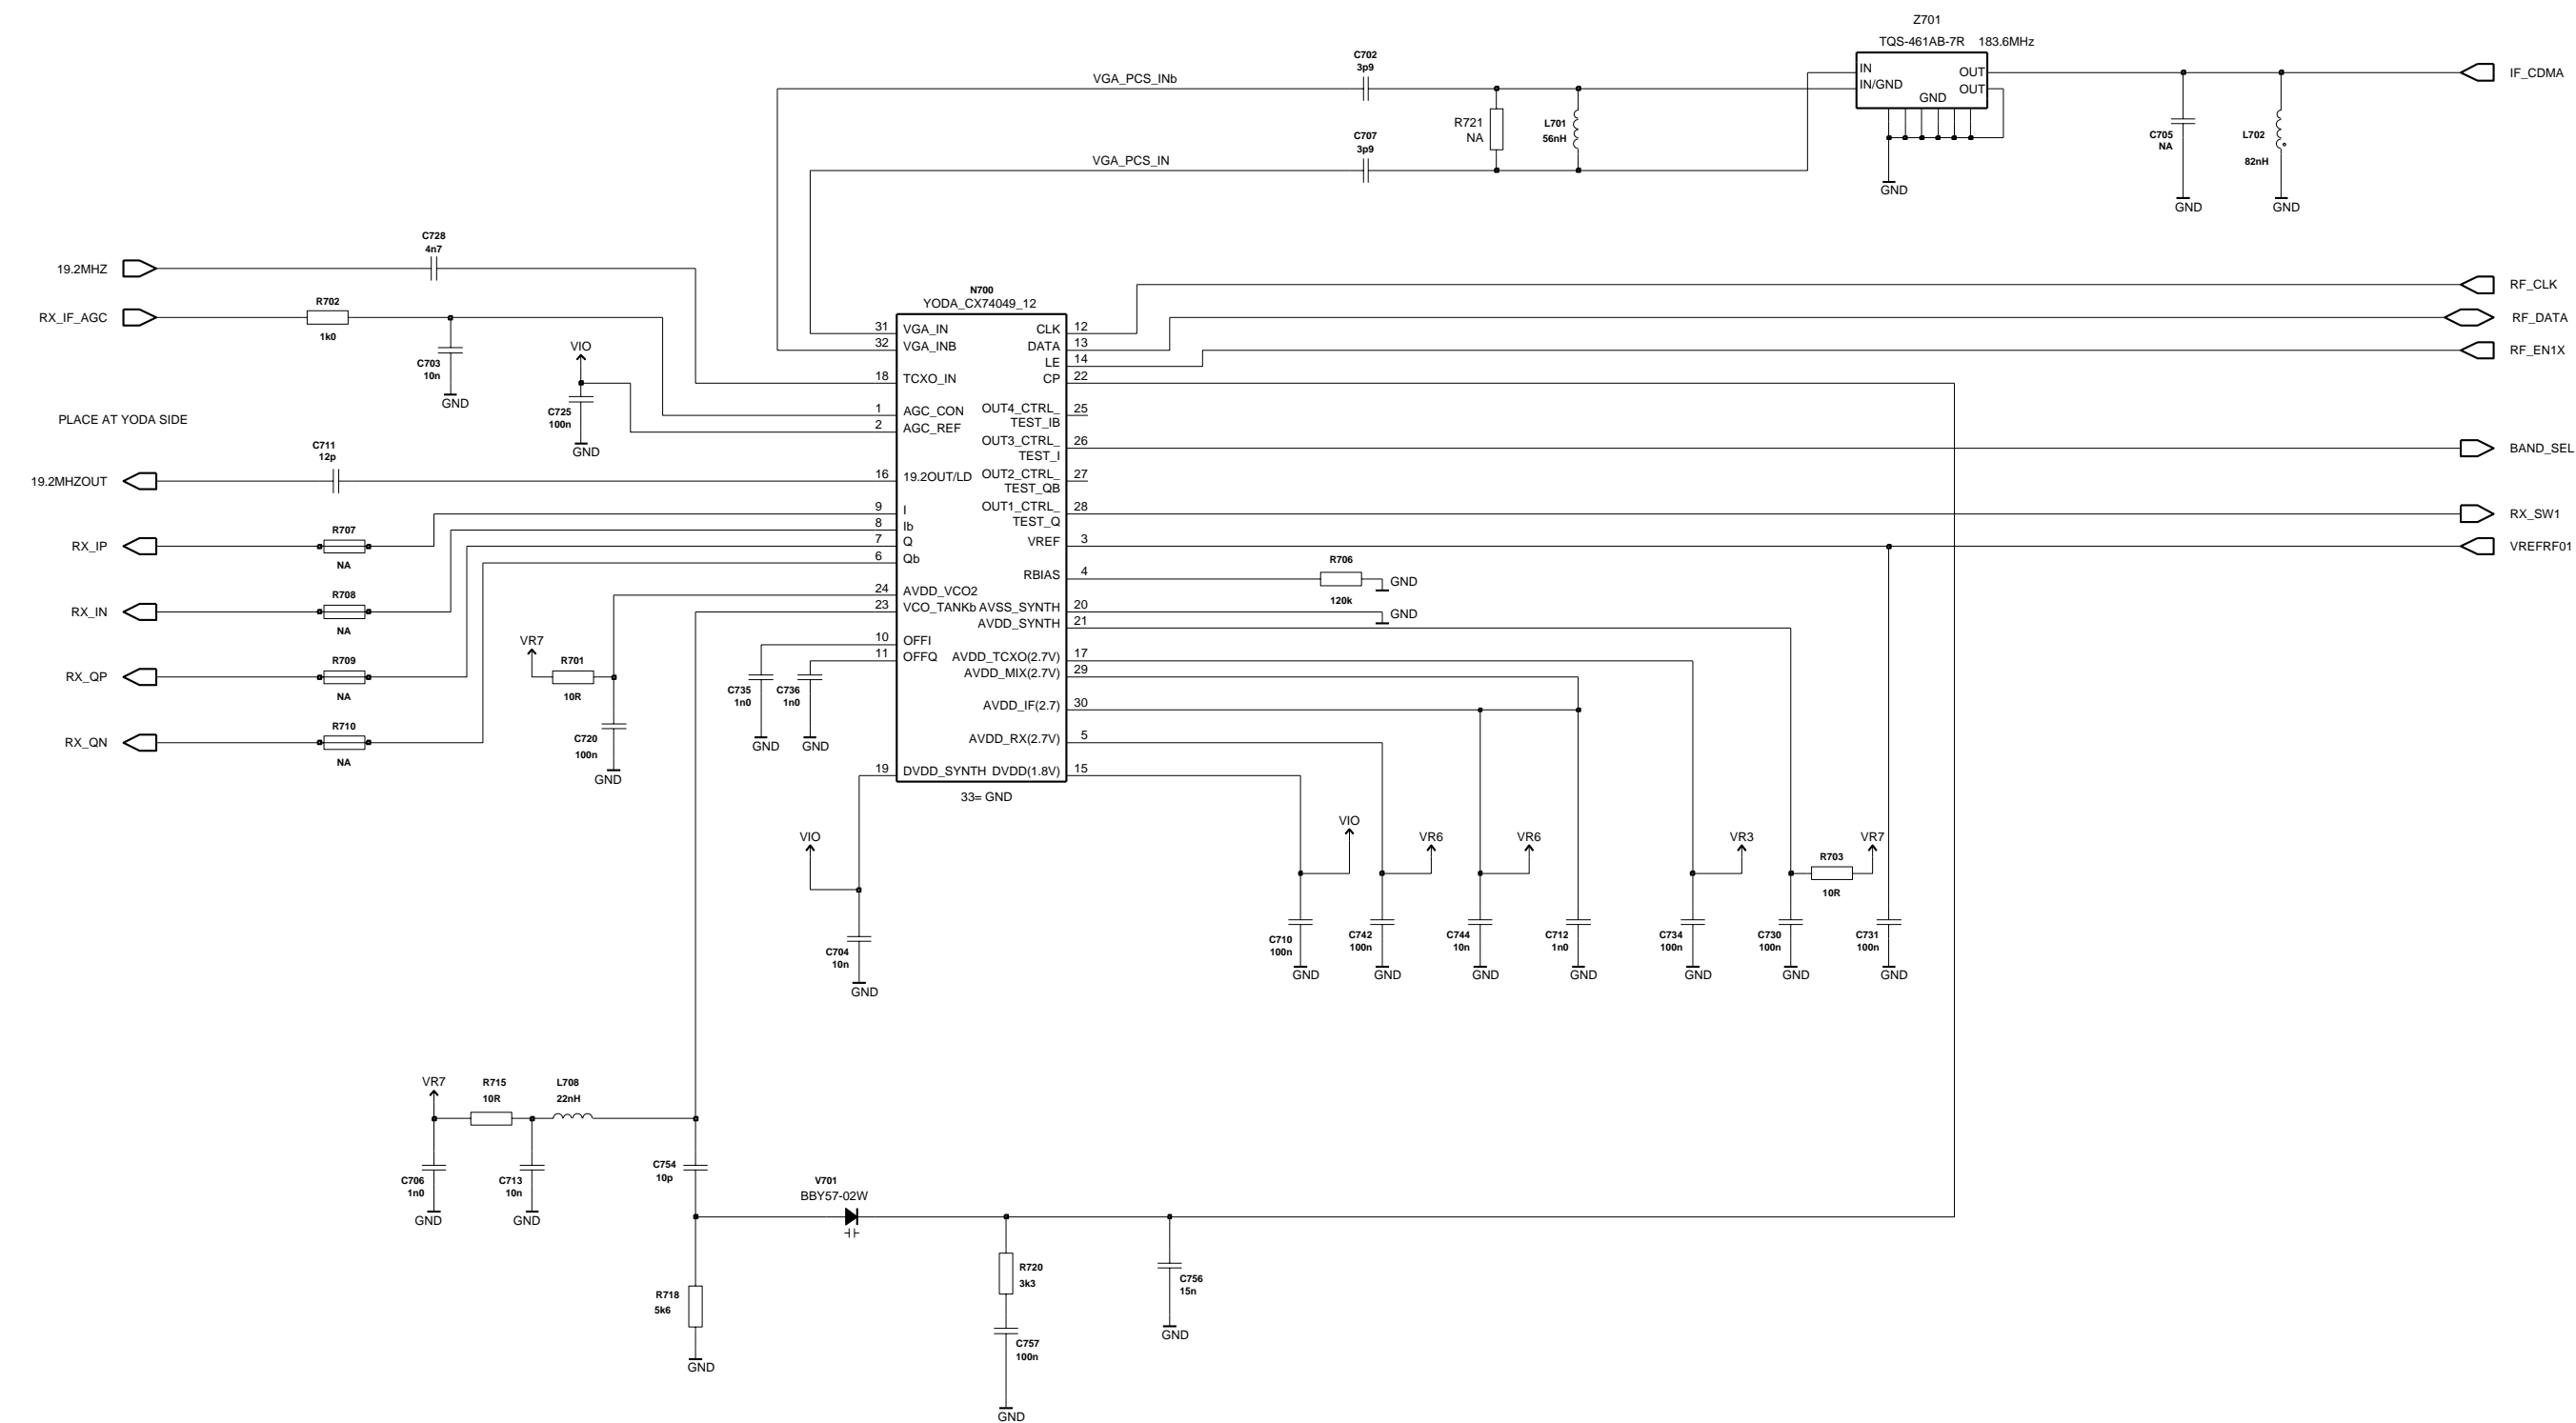 Z701
TQS-461AB-7R 183.6MHz
IN
IN/GND
OUT
OUT
GND
GND
IF_CDMA
C705
NA
GND
L702
82nH
GND
VGA_PCS_INb
C702
3p9
VGA_PCS_IN
C707
3p9
R721
NA
L701
56nH
19.2MHZ
C728
4n7
RX_IF_AGC
R702
1k0
C703
10n
GND
VIO
C725
100n
GND
PLACE AT YODA SIDE
19.2MHZOUT
C711
12p
RX_IP
R707
NA
RX_IN
R708
NA
RX_QP
R709
NA
RX_QN
R710
NA
VR7
R701
10R
C720
100n
GND
C735
1n0
GND
C736
1n0
GND
N700
YODA_CX74049_12
31 VGA_IN
32 VGA_INB
18 TCXO_IN
1 AGC_CON
2 AGC_REF
16 19.2OUT/LD
9 I
8 Ib
7 Q
6 Qb
24 AVDD_VCO2
23 VCO_TANKb
10 OFFI
11 OFFQ
19 DVDD_SYNTH
CLK 12
DATA 13
LE 14
CP 22
OUT4_CTRL_ 25
TEST_IB
OUT3_CTRL_ 26
TEST_I
OUT2_CTRL_ 27
TEST_QB
OUT1_CTRL_ 28
TEST_Q
VREF 3
RBIAS 4
AVSS_SYNTH 20
AVDD_SYNTH 21
AVDD_TCXO(2.7V) 17
AVDD_MIX(2.7V) 29
AVDD_IF(2.7) 30
AVDD_RX(2.7V) 5
DVDD(1.8V) 15
33= GND
RF_CLK
RF_DATA
RF_EN1X
BAND_SEL
RX_SW1
VREFRF01
R706
120k
GND
GND
VIO
C704
10n
GND
VIO
C710
100n
GND
VR6
C742
100n
GND
VR6
C744
10n
GND
C712
1n0
GND
VR3
C734
100n
GND
VR7
R703
10R
C730
100n
GND
C731
100n
GND
VR7
R715
10R
L708
22nH
C706
1n0
GND
C713
10n
GND
C754
10p
V701
BBY57-02W
R718
5k6
GND
R720
3k3
C757
100n
GND
C756
15n
GND